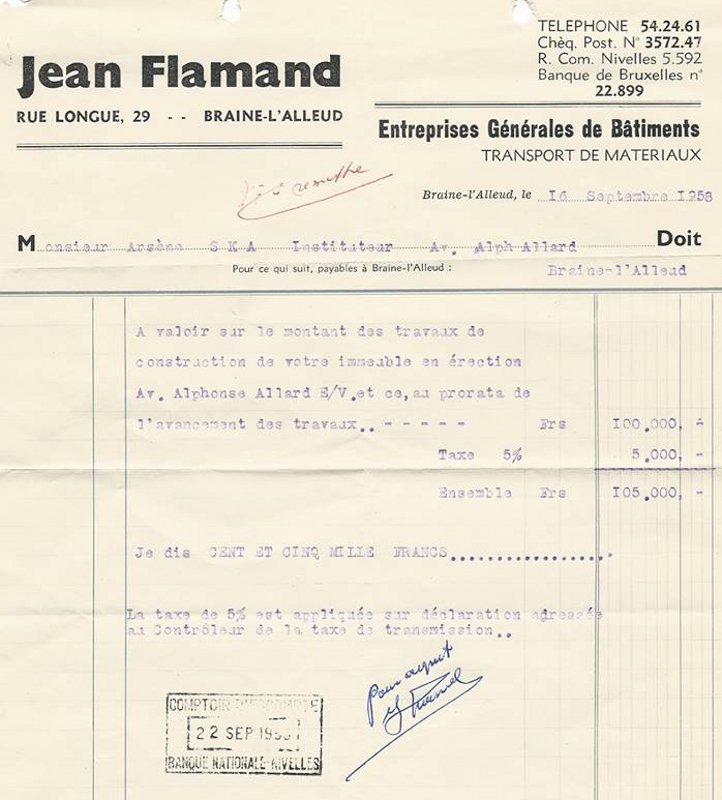 Jean Flamand
RUE LONGUE, 29 - - BRAINE-L'ALLEUD
TELEPHONE 54.24.61
Chèq. Post. N° 3572.47
R. Com. Nivelles 5.592
Banque de Bruxelles n°
22.899
Entreprises Générales de Bâtiments
TRANSPORT DE MATERIAUX
remettre
Braine-l'Alleud, le 16 Septembre 1958
Monsieur Arsène SKA Instituteur Av. Alph Allard Doit
Pour ce qui suit, payables à Braine-l'Alleud : Braine-l'Alleud
A valoir sur le montant des travaux de
construction de votre immeuble en érection
Av. Alphonse Allard E/V.et ce,au prorata de
l'avancement des travaux.. - - - - - Frs 100.000, -
Taxe 5% 5.000, -
Ensemble Frs 105.000, -
Je dis CENT ET CINQ MILLE FRANCS..................
La taxe de 5% est appliquée sur déclaration adressée
au Contrôleur de la taxe de transmission..
Pour acquit
COMPTOIR D'ESCOMPTE
22 SEP 195
BANQUE NATIONALE-NIVELLES